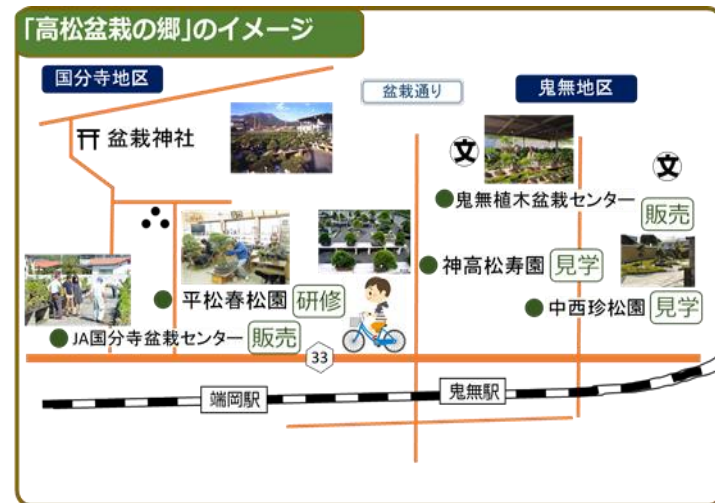 「高松盆栽の郷」のイメージ
国分寺地区
盆栽通り
鬼無地区
盆栽神社
文
文
鬼無植木盆栽センター
販売
平松春松園 研修
神高松寿園 見学
中西珍松園 見学
JA国分寺盆栽センター 販売
33
端岡駅
鬼無駅